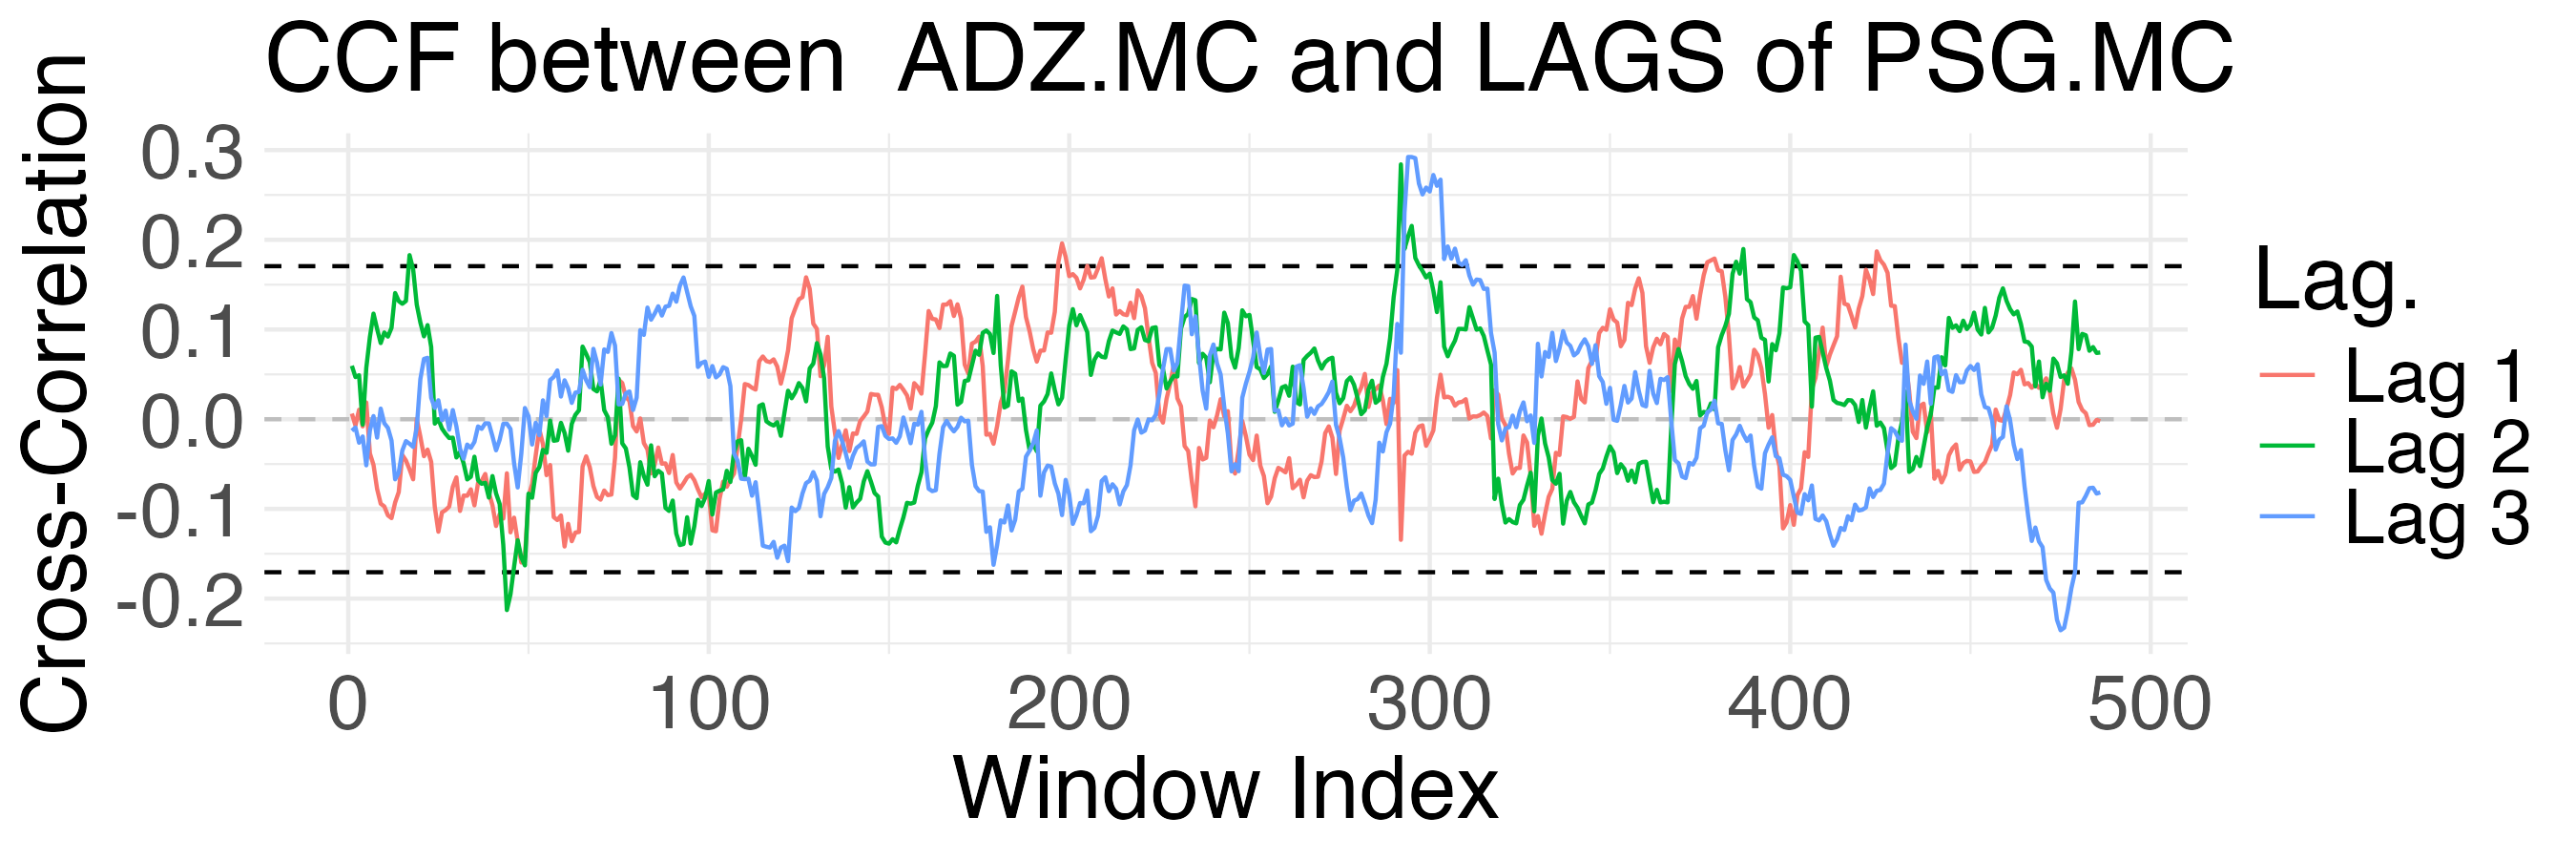 CCF between  ADZ.MC and LAGS of PSG.MC
Cross-Correlation
0.3
0.2
0.1
0.0
-0.1
-0.2
0 100 200 300 400 500
Window Index
Lag.
Lag 1
Lag 2
Lag 3